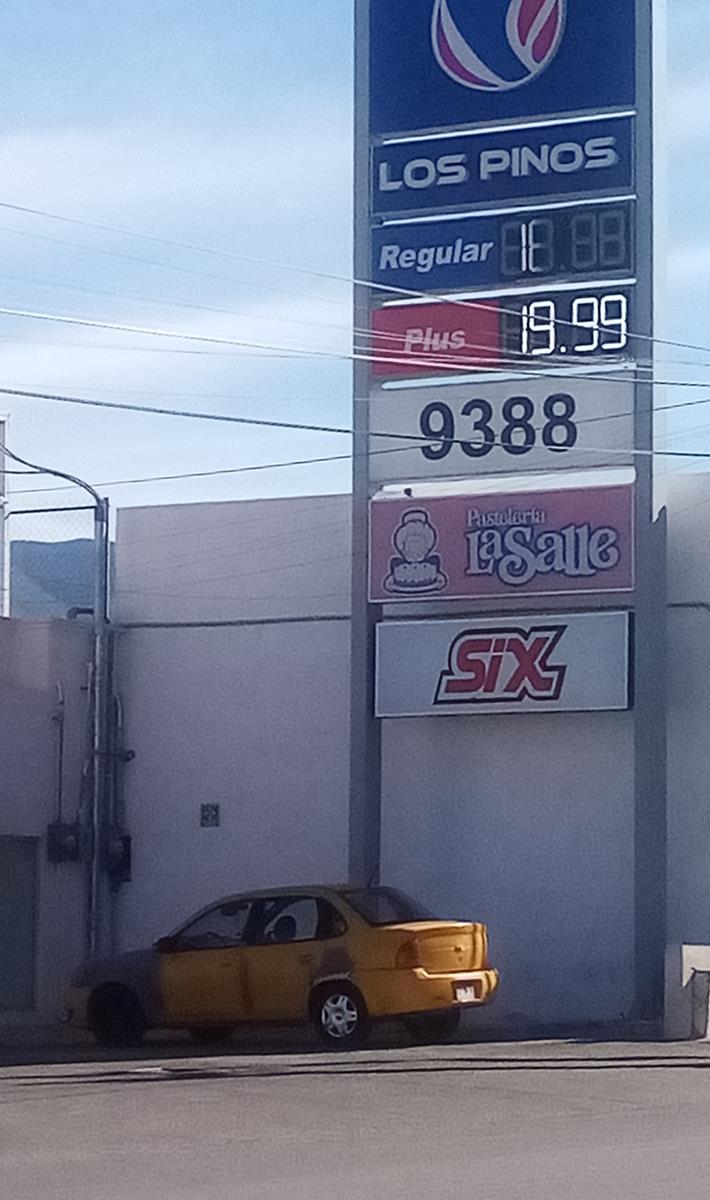 LOS PINOS
Regular
Plus 19.99
9388
Pastelería
LaSalle
SIX